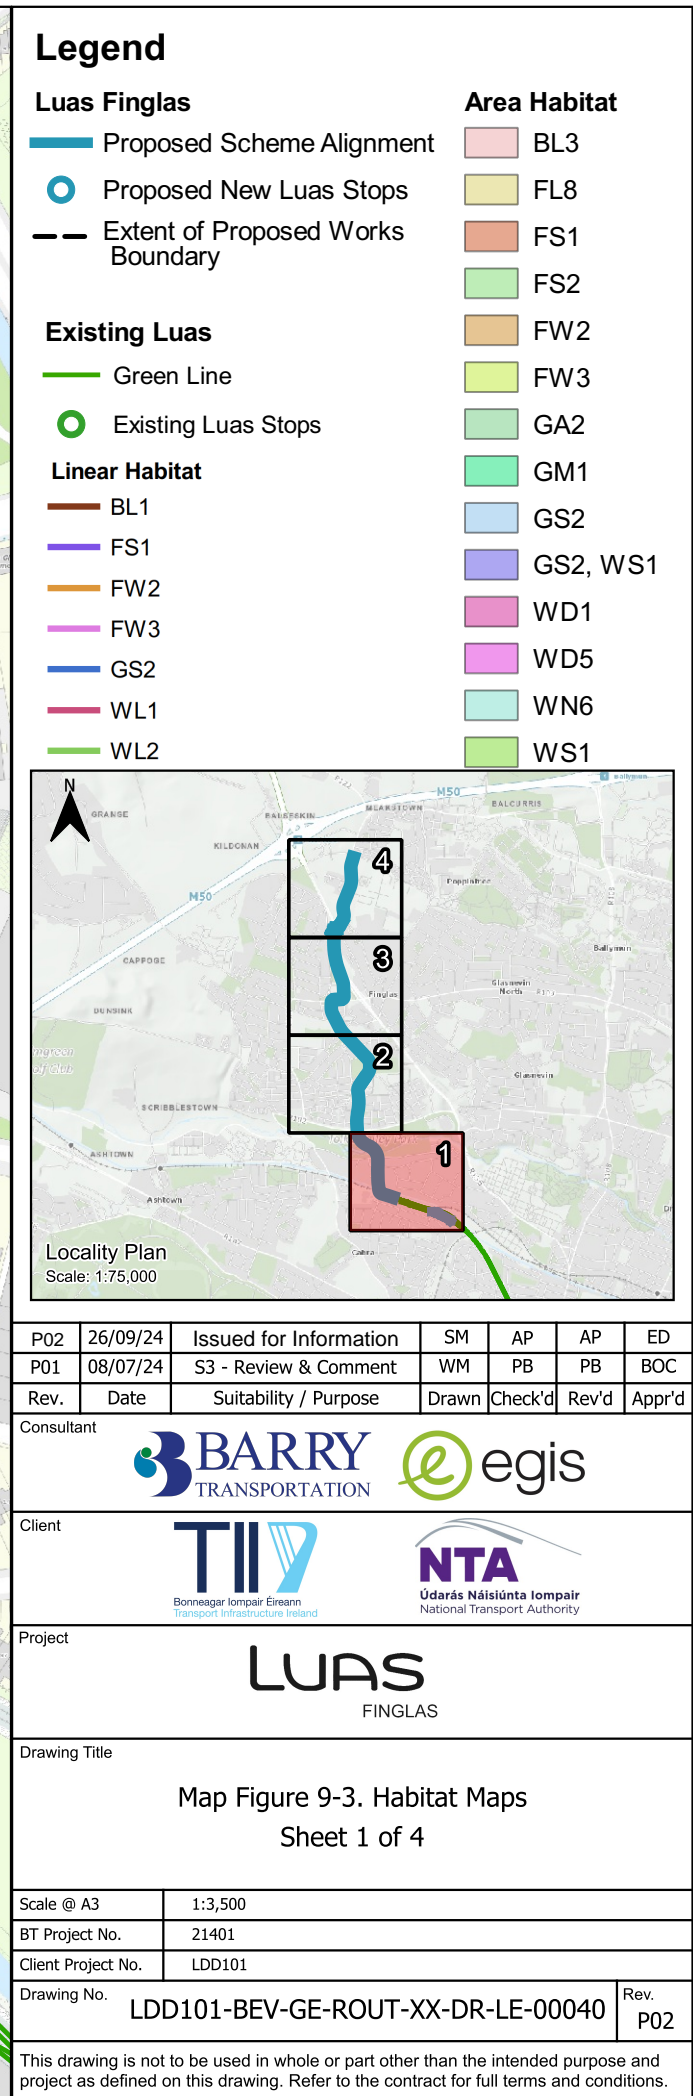 Legend
Luas Finglas
Proposed Scheme Alignment
Proposed New Luas Stops
Extent of Proposed Works
Boundary
Existing Luas
Green Line
Existing Luas Stops
Linear Habitat
BL1
FS1
FW2
FW3
GS2
WL1
WL2
Area Habitat
BL3
FL8
FS1
FS2
FW2
FW3
GA2
GM1
GS2
GS2, WS1
WD1
WD5
WN6
WS1
N
M50
GRANGE
BALSESKIN
MEAKSTOWN
BALCURRIS
KILDONAN
4
Poppintree
M50
Ballymun
CAPPOGE
3
Finglas
Glasnevin
North
DUNSINK
2
Glasnevin
SCRIBBLESTOWN
ASHTOWN
1
Ashtown
Cabra
Locality Plan
Scale: 1:75,000
P02 26/09/24 Issued for Information SM AP AP ED
P01 08/07/24 S3 - Review & Comment WM PB PB BOC
Rev. Date Suitability / Purpose Drawn Check'd Rev'd Appr'd
Consultant
BARRY
TRANSPORTATION
egis
Client
TII
Bonneagar Iompair Éireann
Transport Infrastructure Ireland
NTA
Údarás Náisiúnta Iompair
National Transport Authority
Project
LUAS
FINGLAS
Drawing Title
Map Figure 9-3. Habitat Maps
Sheet 1 of 4
Scale @ A3 1:3,500
BT Project No. 21401
Client Project No. LDD101
Drawing No. LDD101-BEV-GE-ROUT-XX-DR-LE-00040
Rev.
P02
This drawing is not to be used in whole or part other than the intended purpose and
project as defined on this drawing. Refer to the contract for full terms and conditions.